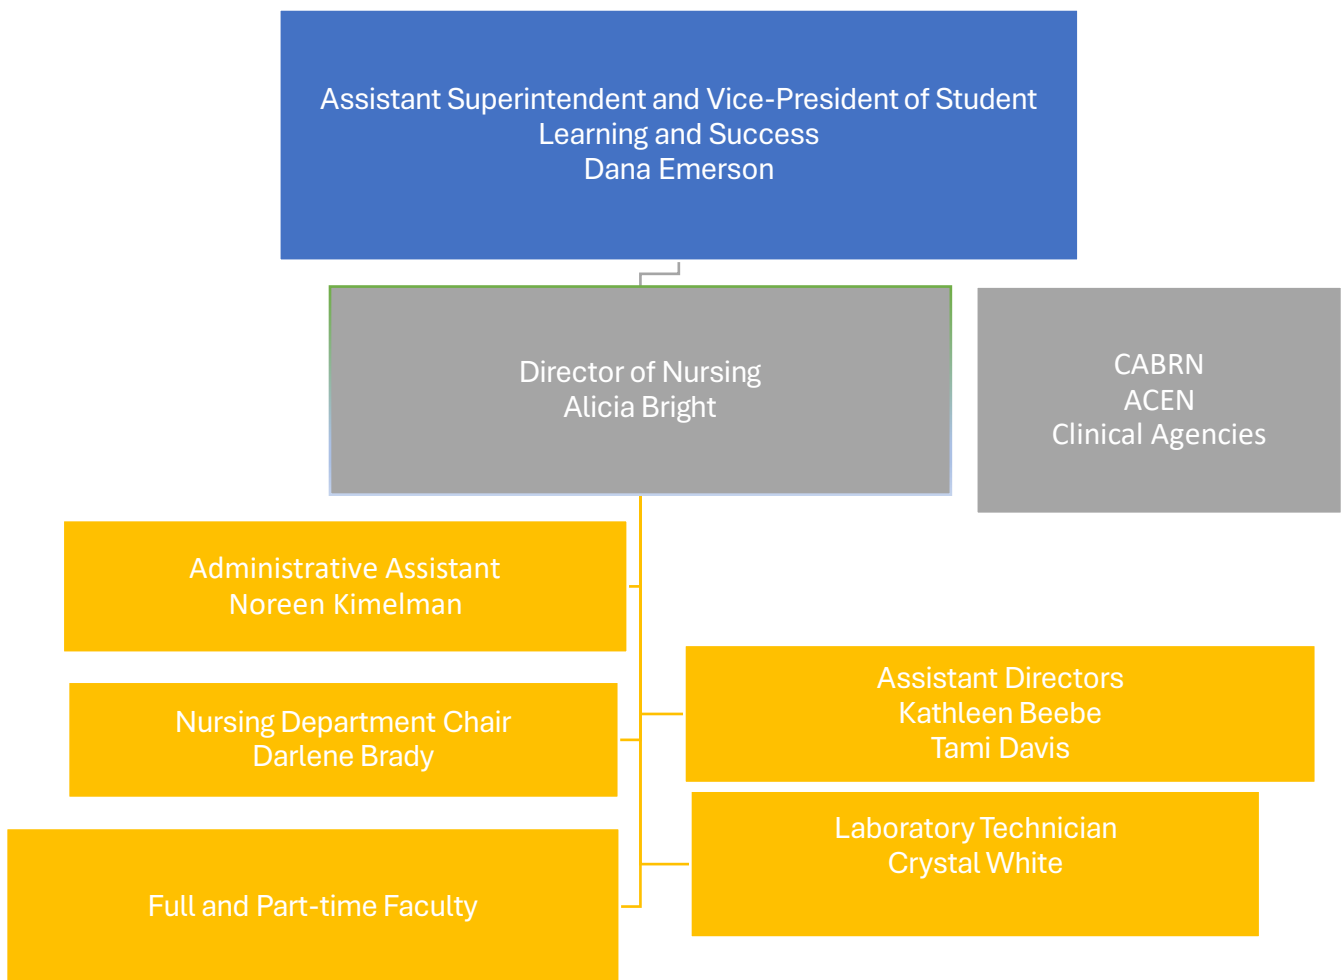 Assistant Superintendent and Vice-President of Student
Learning and Success
Dana Emerson
Director of Nursing
Alicia Bright
CABRN
ACEN
Clinical Agencies
Administrative Assistant
Noreen Kimelman
Assistant Directors
Kathleen Beebe
Tami Davis
Nursing Department Chair
Darlene Brady
Laboratory Technician
Crystal White
Full and Part-time Faculty